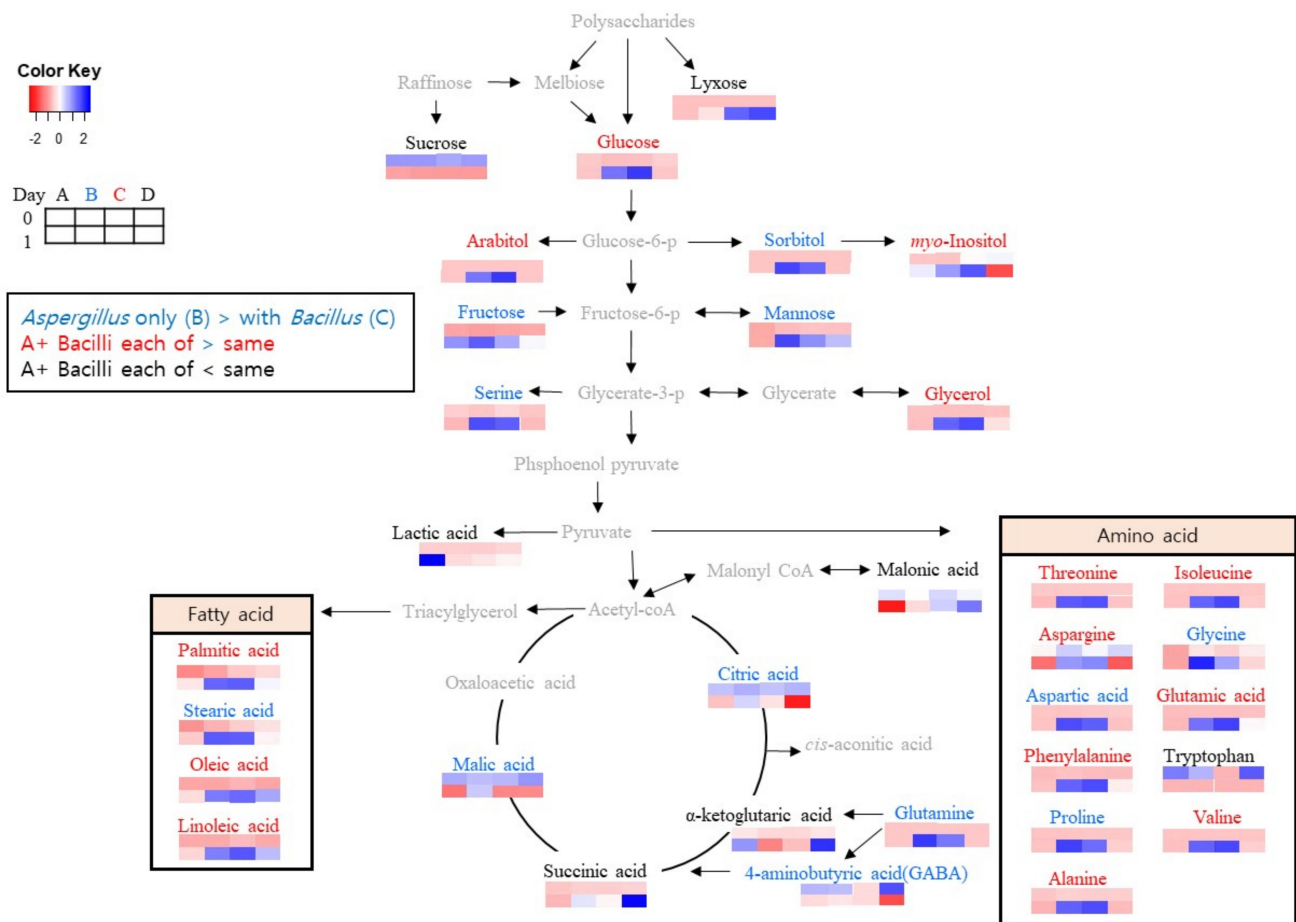 Polysaccharides
Color Key
-2 0 2
Raffinose
Melbiose
Lyxose
Sucrose
Glucose
Day A B C D
0
1
Arabitol
Glucose-6-p
Sorbitol
myo-Inositol
Aspergillus only (B) > with Bacillus (C)
A+ Bacilli each of > same
A+ Bacilli each of < same
Fructose
Fructose-6-p
Mannose
Serine
Glycerate-3-p
Glycerate
Glycerol
Phsphoenol pyruvate
Lactic acid
Pyruvate
Malonyl CoA
Malonic acid
Triacylglycerol
Acetyl-coA
Fatty acid
Palmitic acid
Stearic acid
Oleic acid
Linoleic acid
Oxaloacetic acid
Citric acid
cis-aconitic acid
Malic acid
α-ketoglutaric acid
Glutamine
Succinic acid
4-aminobutyric acid(GABA)
Amino acid
Threonine
Isoleucine
Aspargine
Glycine
Aspartic acid
Glutamic acid
Phenylalanine
Tryptophan
Proline
Valine
Alanine